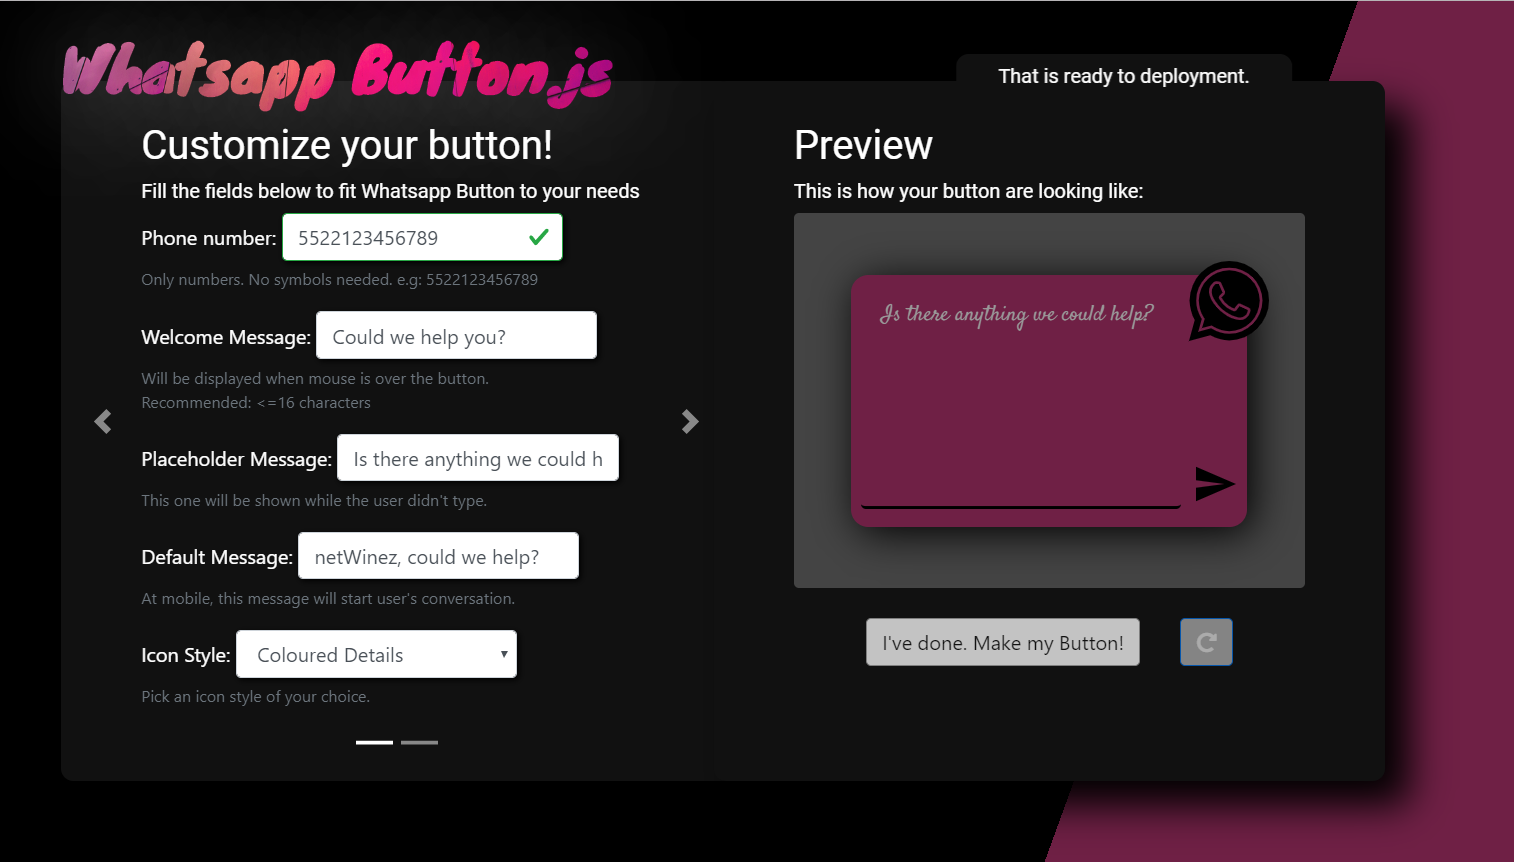 Whatsapp Button.js
That is ready to deployment.
Customize your button!
Fill the fields below to fit Whatsapp Button to your needs
Phone number: 5522123456789
Only numbers. No symbols needed. e.g: 5522123456789
Welcome Message: Could we help you?
Will be displayed when mouse is over the button.
Recommended: <=16 characters
Placeholder Message: Is there anything we could h
This one will be shown while the user didn't type.
Default Message: netWinez, could we help?
At mobile, this message will start user's conversation.
Icon Style: Coloured Details
Pick an icon style of your choice.
Preview
This is how your button are looking like:
Is there anything we could help?
I've done. Make my Button!